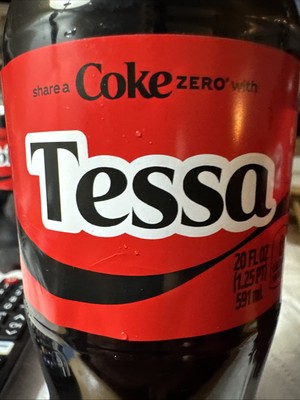 share a Coke ZERO® with
Tessa
20 FL OZ
(1.25 PT)
591 mL